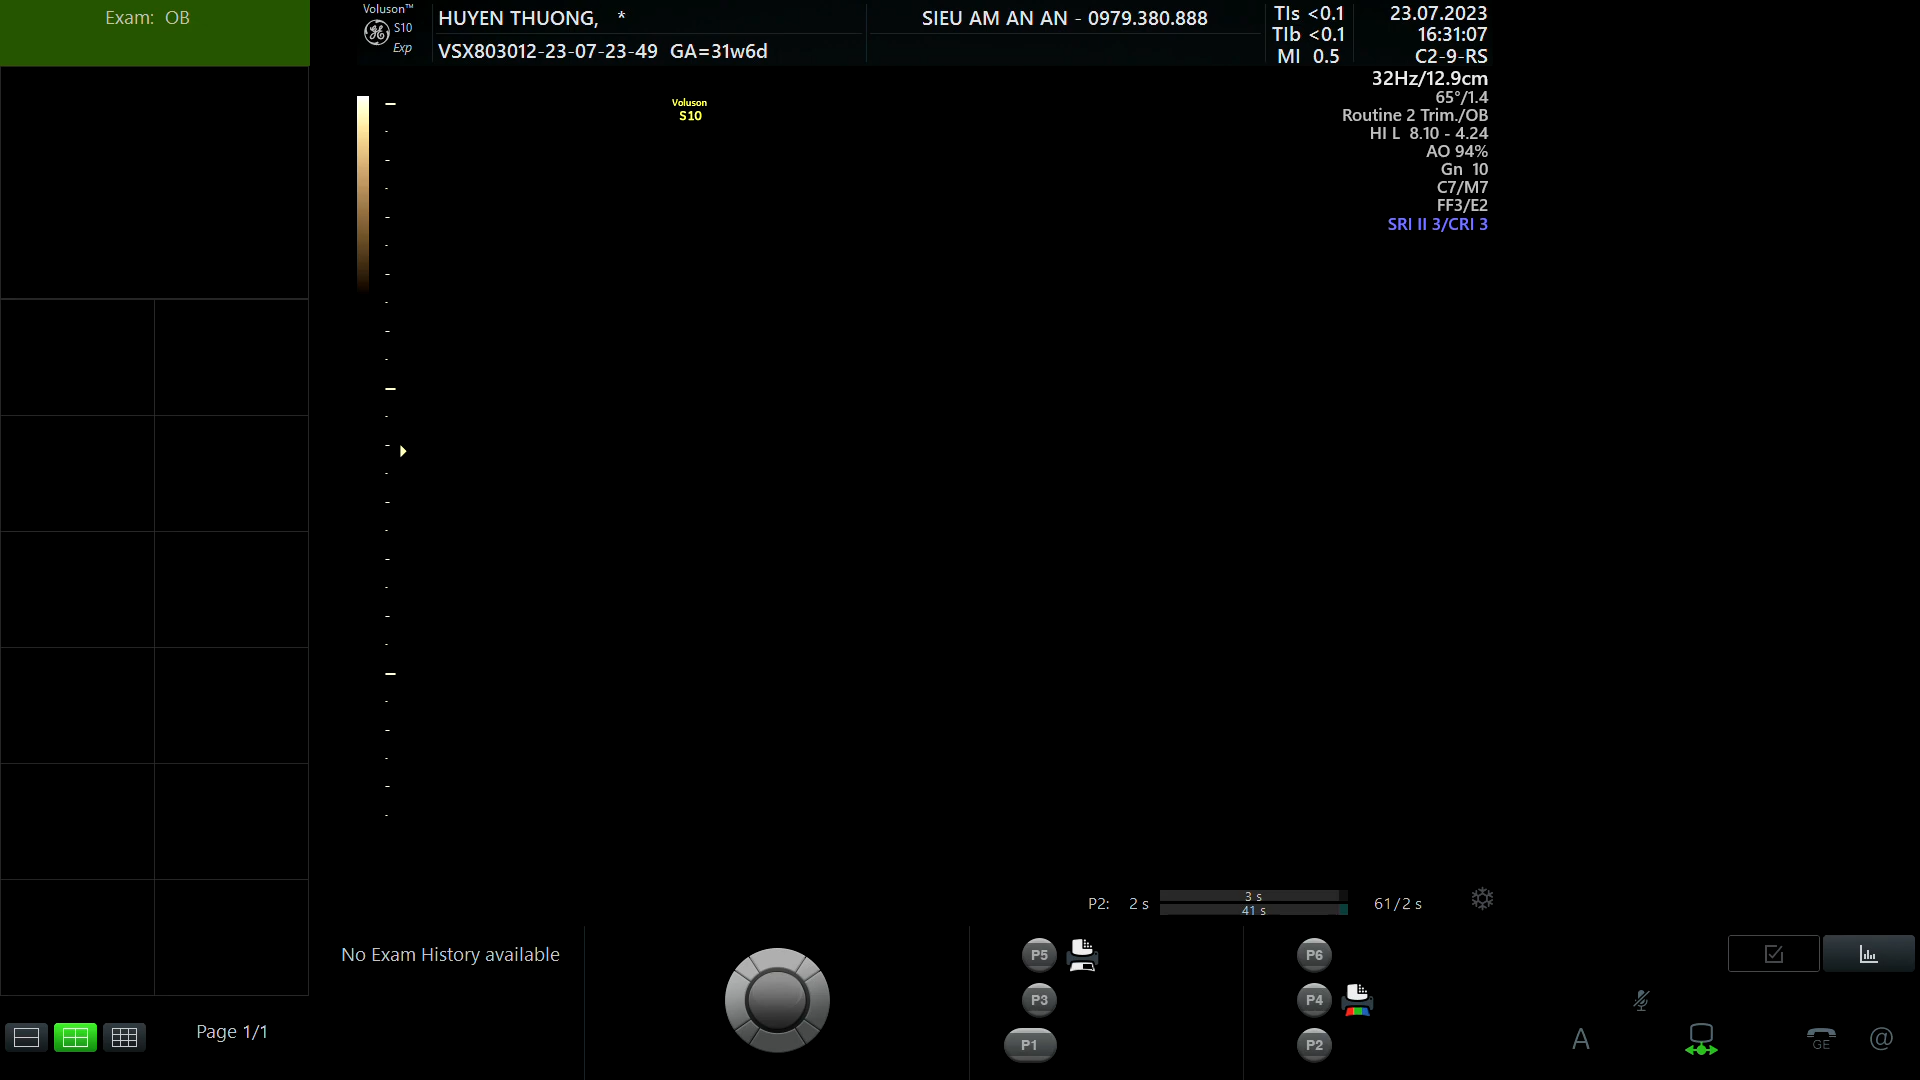 Exam: OB
Voluson™
S10
Exp
HUYEN THUONG, *
VSX803012-23-07-23-49 GA=31w6d
SIEU AM AN AN - 0979.380.888
TIs <0.1
TIb <0.1
MI 0.5
23.07.2023
16:31:07
C2-9-RS
32Hz/12.9cm
65°/1.4
Routine 2 Trim./OB
HI L 8.10 - 4.24
AO 94%
Gn 10
C7/M7
FF3/E2
SRI II 3/CRI 3
Voluson
S10
P2: 2 s
3 s
41 s
61/2 s
No Exam History available
P5
P3
P1
P6
P4
P2
Page 1/1
A
GE
@